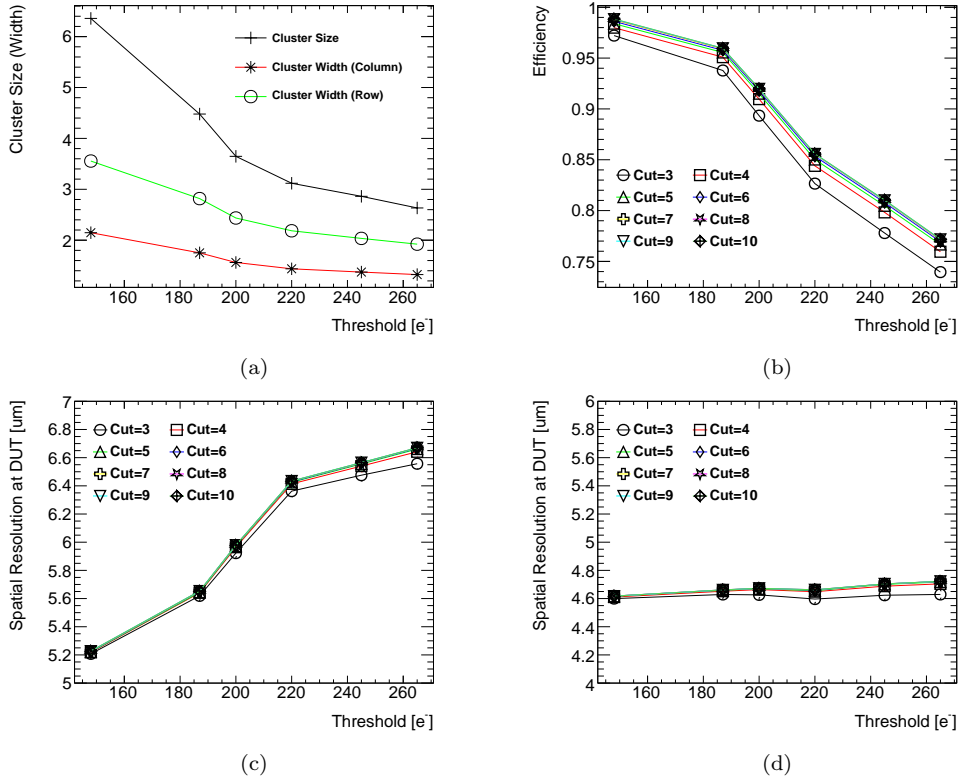 Cluster Size (Width)
6
5
4
3
2
Cluster Size
Cluster Width (Column)
Cluster Width (Row)
160 180 200 220 240 260
Threshold [e-]
(a)
Efficiency
1
0.95
0.9
0.85
0.8
0.75
Cut=3 Cut=4
Cut=5 Cut=6
Cut=7 Cut=8
Cut=9 Cut=10
160 180 200 220 240 260
Threshold [e-]
(b)
Spatial Resolution at DUT [um]
7
6.8
6.6
6.4
6.2
6
5.8
5.6
5.4
5.2
5
Cut=3 Cut=4
Cut=5 Cut=6
Cut=7 Cut=8
Cut=9 Cut=10
160 180 200 220 240 260
Threshold [e-]
(c)
Spatial Resolution at DUT [um]
6
5.8
5.6
5.4
5.2
5
4.8
4.6
4.4
4.2
4
Cut=3 Cut=4
Cut=5 Cut=6
Cut=7 Cut=8
Cut=9 Cut=10
160 180 200 220 240 260
Threshold [e-]
(d)